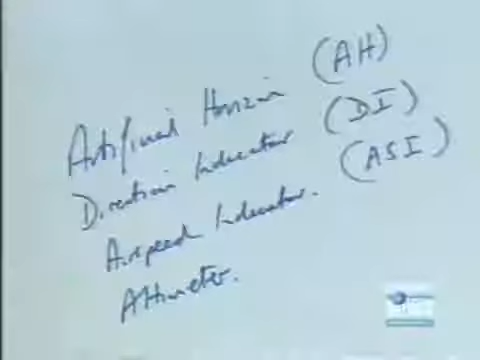 Artificial Horizon (AH)
Direction Indicator (DI)
Airspeed Indicator. (ASI)
Altimeter.